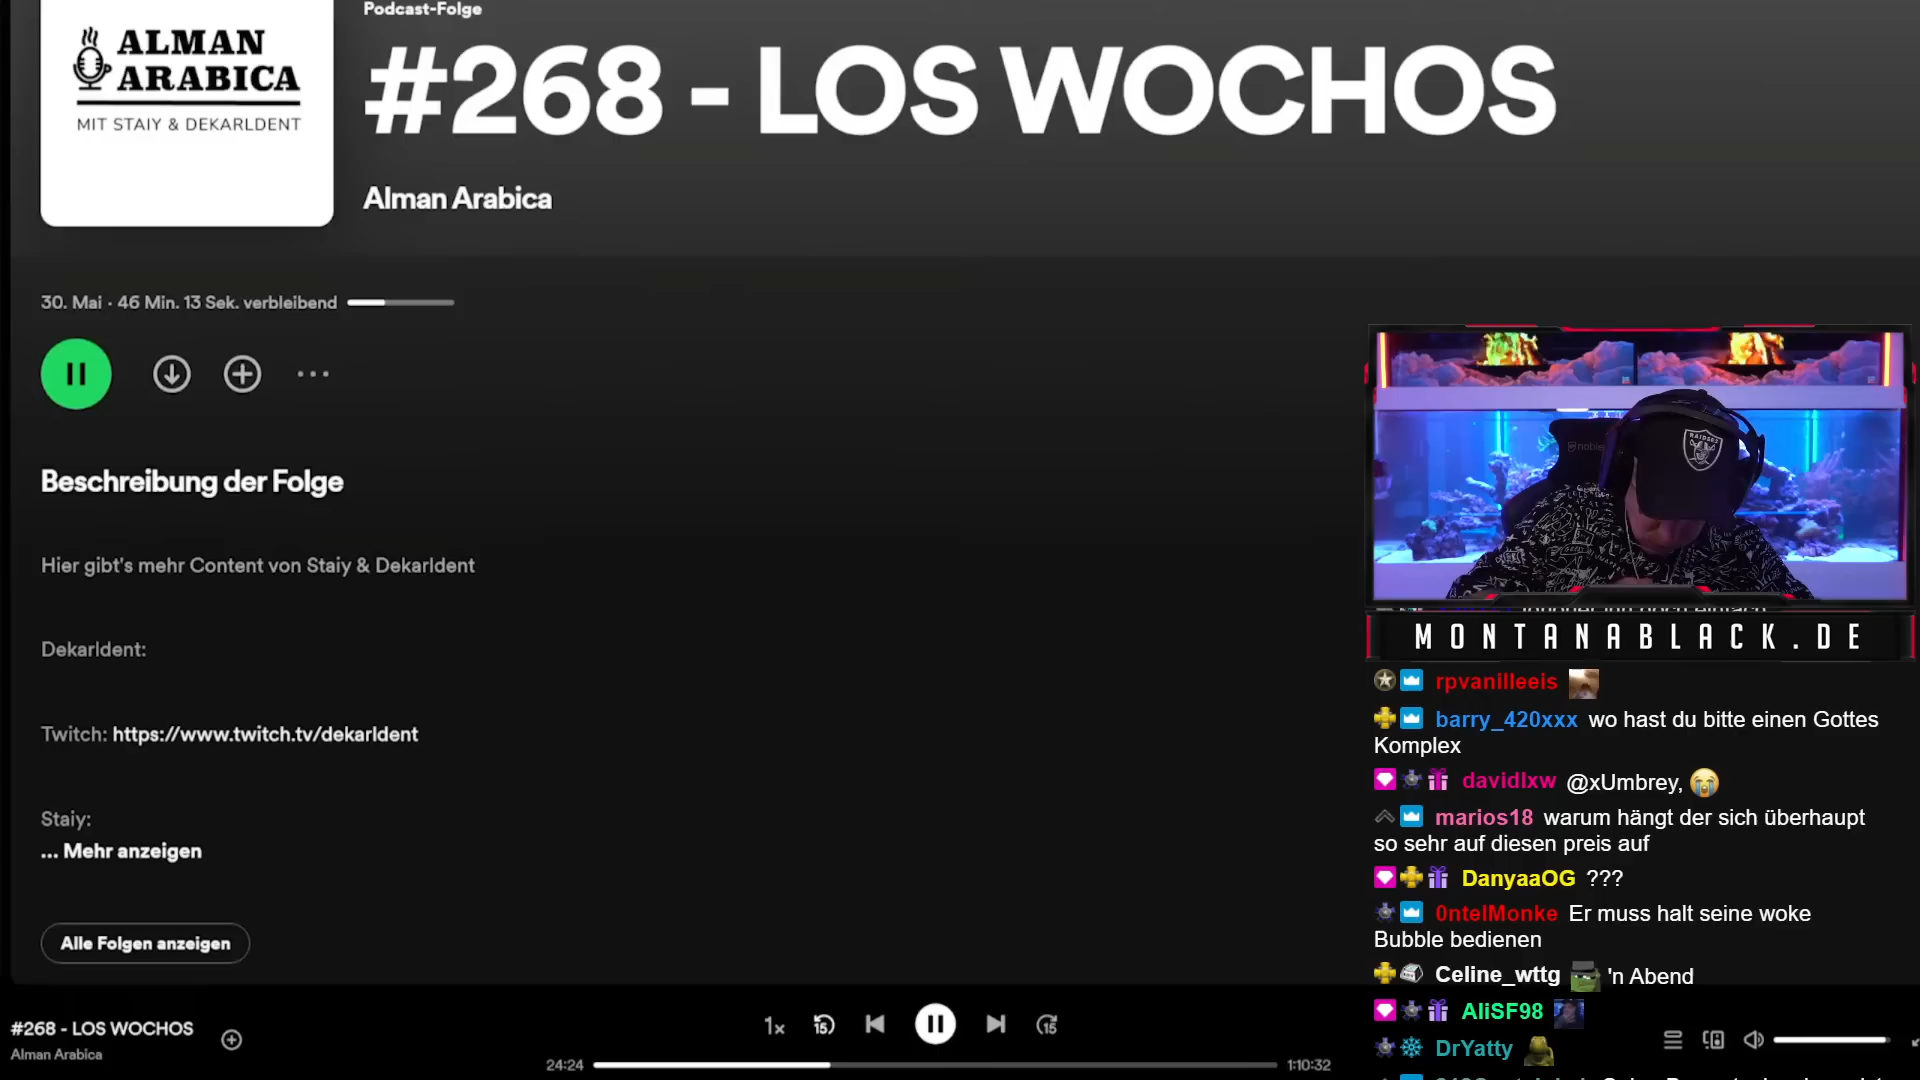 Podcast-Folge
#268 - LOS WOCHOS
ALMAN
ARABICA
MIT STAIY & DEKARLDENT
Alman Arabica
30. Mai · 46 Min. 13 Sek. verbleibend
Beschreibung der Folge
Hier gibt's mehr Content von Staiy & Dekarldent
Dekarldent:
Twitch: https://www.twitch.tv/dekarldent
Staiy:
... Mehr anzeigen
Alle Folgen anzeigen
#268 - LOS WOCHOS
Alman Arabica
1x
15
15
24:24
1:10:32
RAIDERS
noble
MONTANABLACK.DE
rpvanilleeis
barry_420xxx wo hast du bitte einen Gottes
Komplex
davidlxw @xUmbrey,
marios18 warum hängt der sich überhaupt
so sehr auf diesen preis auf
DanyaaOG ???
0ntelMonke Er muss halt seine woke
Bubble bedienen
Celine_wttg 'n Abend
AliSF98
DrYatty